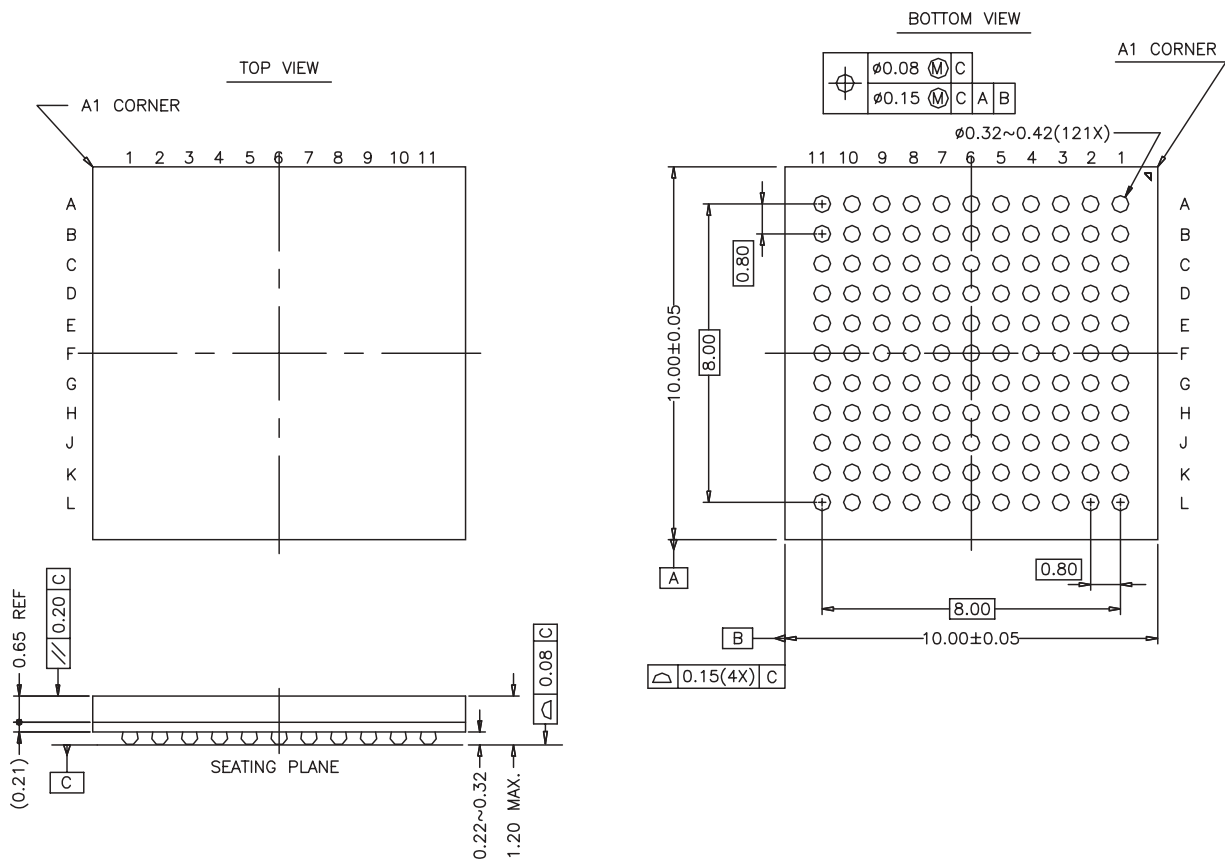 TOP VIEW
A1 CORNER
1 2 3 4 5 6 7 8 9 10 11
A
B
C
D
E
F
G
H
J
K
L
BOTTOM VIEW
A1 CORNER
ø0.08 Ⓜ C
ø0.15 Ⓜ C A B
ø0.32~0.42(121X)
11 10 9 8 7 6 5 4 3 2 1
A
B
C
D
E
F
G
H
J
K
L
0.80
8.00
10.00±0.05
A
0.80
8.00
B
10.00±0.05
0.15(4X) C
0.65 REF
(0.21)
// 0.20 C
C
SEATING PLANE
0.22~0.32
1.20 MAX.
0.08 C